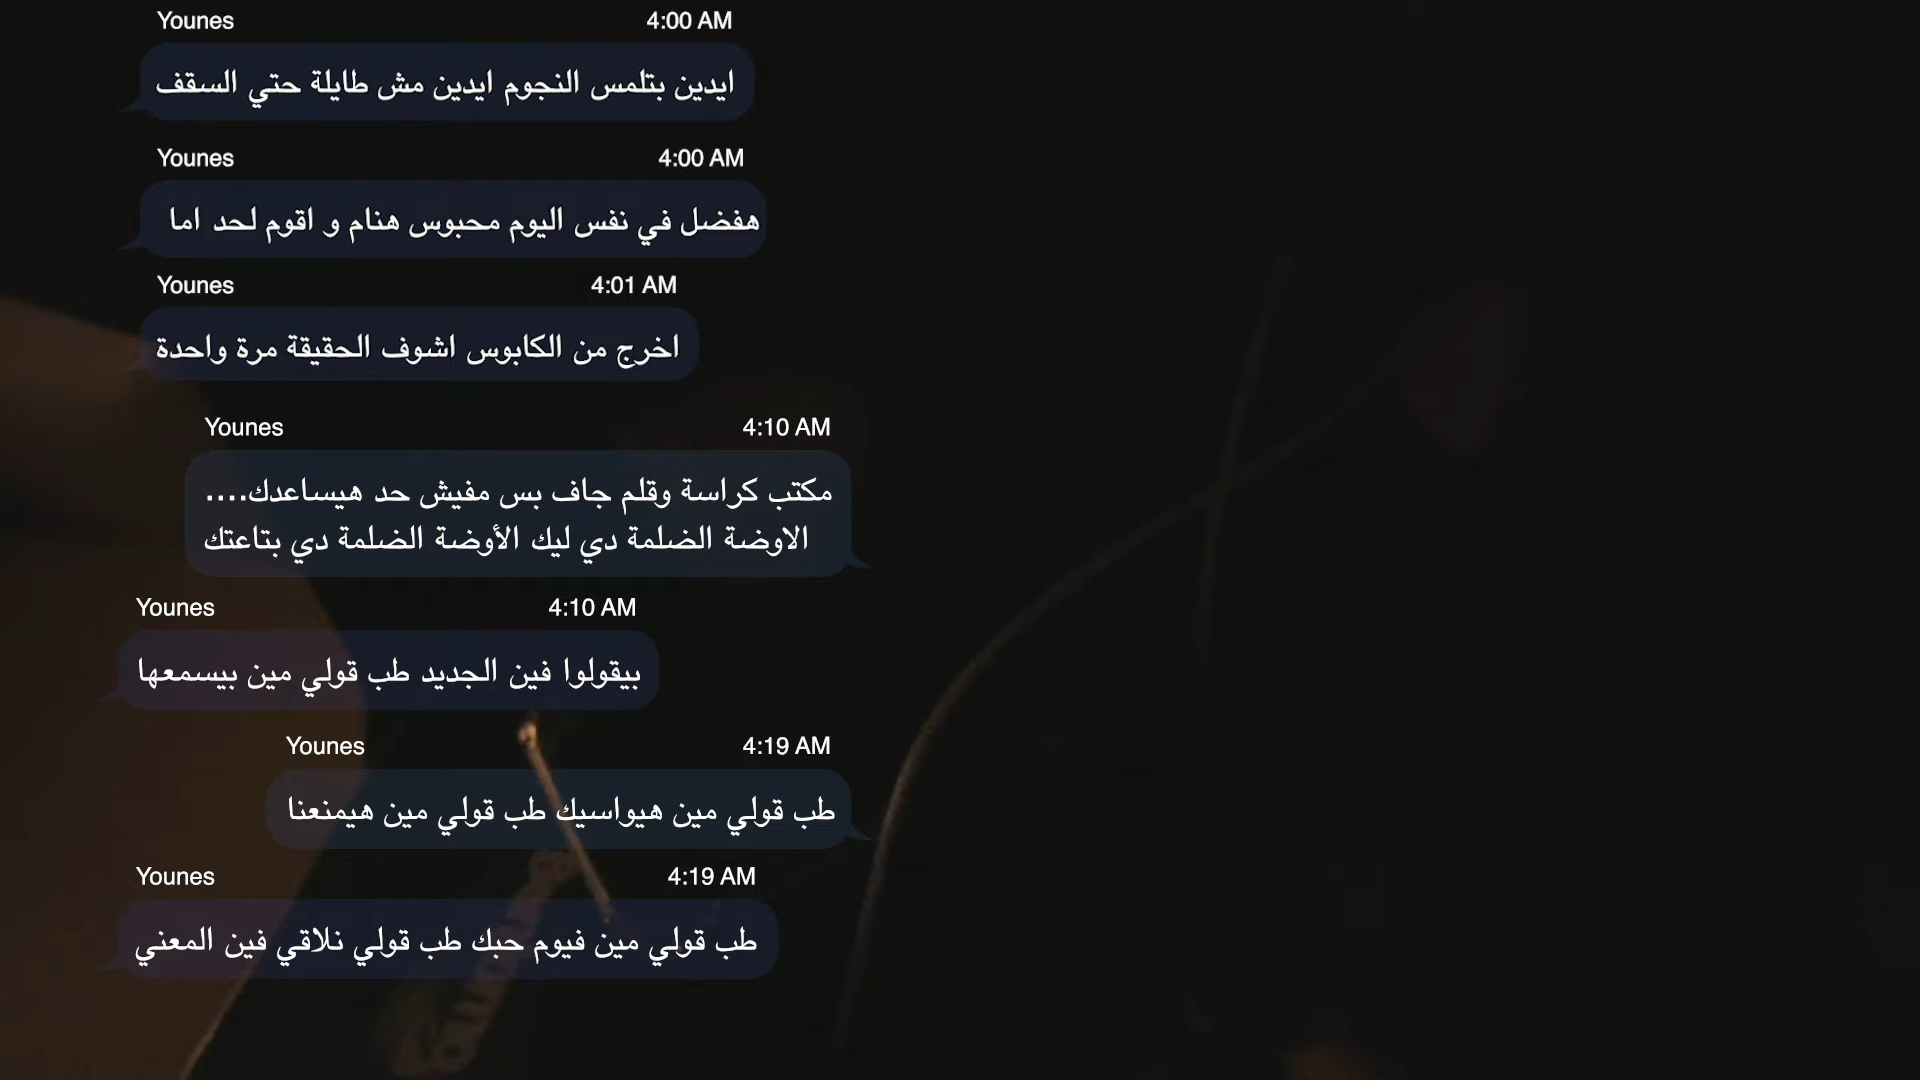 Younes 4:00 AM
ايدين بتلمس النجوم ايدين مش طايلة حتي السقف
Younes 4:00 AM
هفضل في نفس اليوم محبوس هنام و اقوم لحد اما
Younes 4:01 AM
اخرج من الكابوس اشوف الحقيقة مرة واحدة
Younes 4:10 AM
مكتب كراسة وقلم جاف بس مفيش حد هيساعدك....
الاوضة الضلمة دي ليك الأوضة الضلمة دي بتاعتك
Younes 4:10 AM
بيقولوا فين الجديد طب قولي مين بيسمعها
Younes 4:19 AM
طب قولي مين هيواسيك طب قولي مين هيمنعنا
Younes 4:19 AM
طب قولي مين فيوم حبك طب قولي نلاقي فين المعني